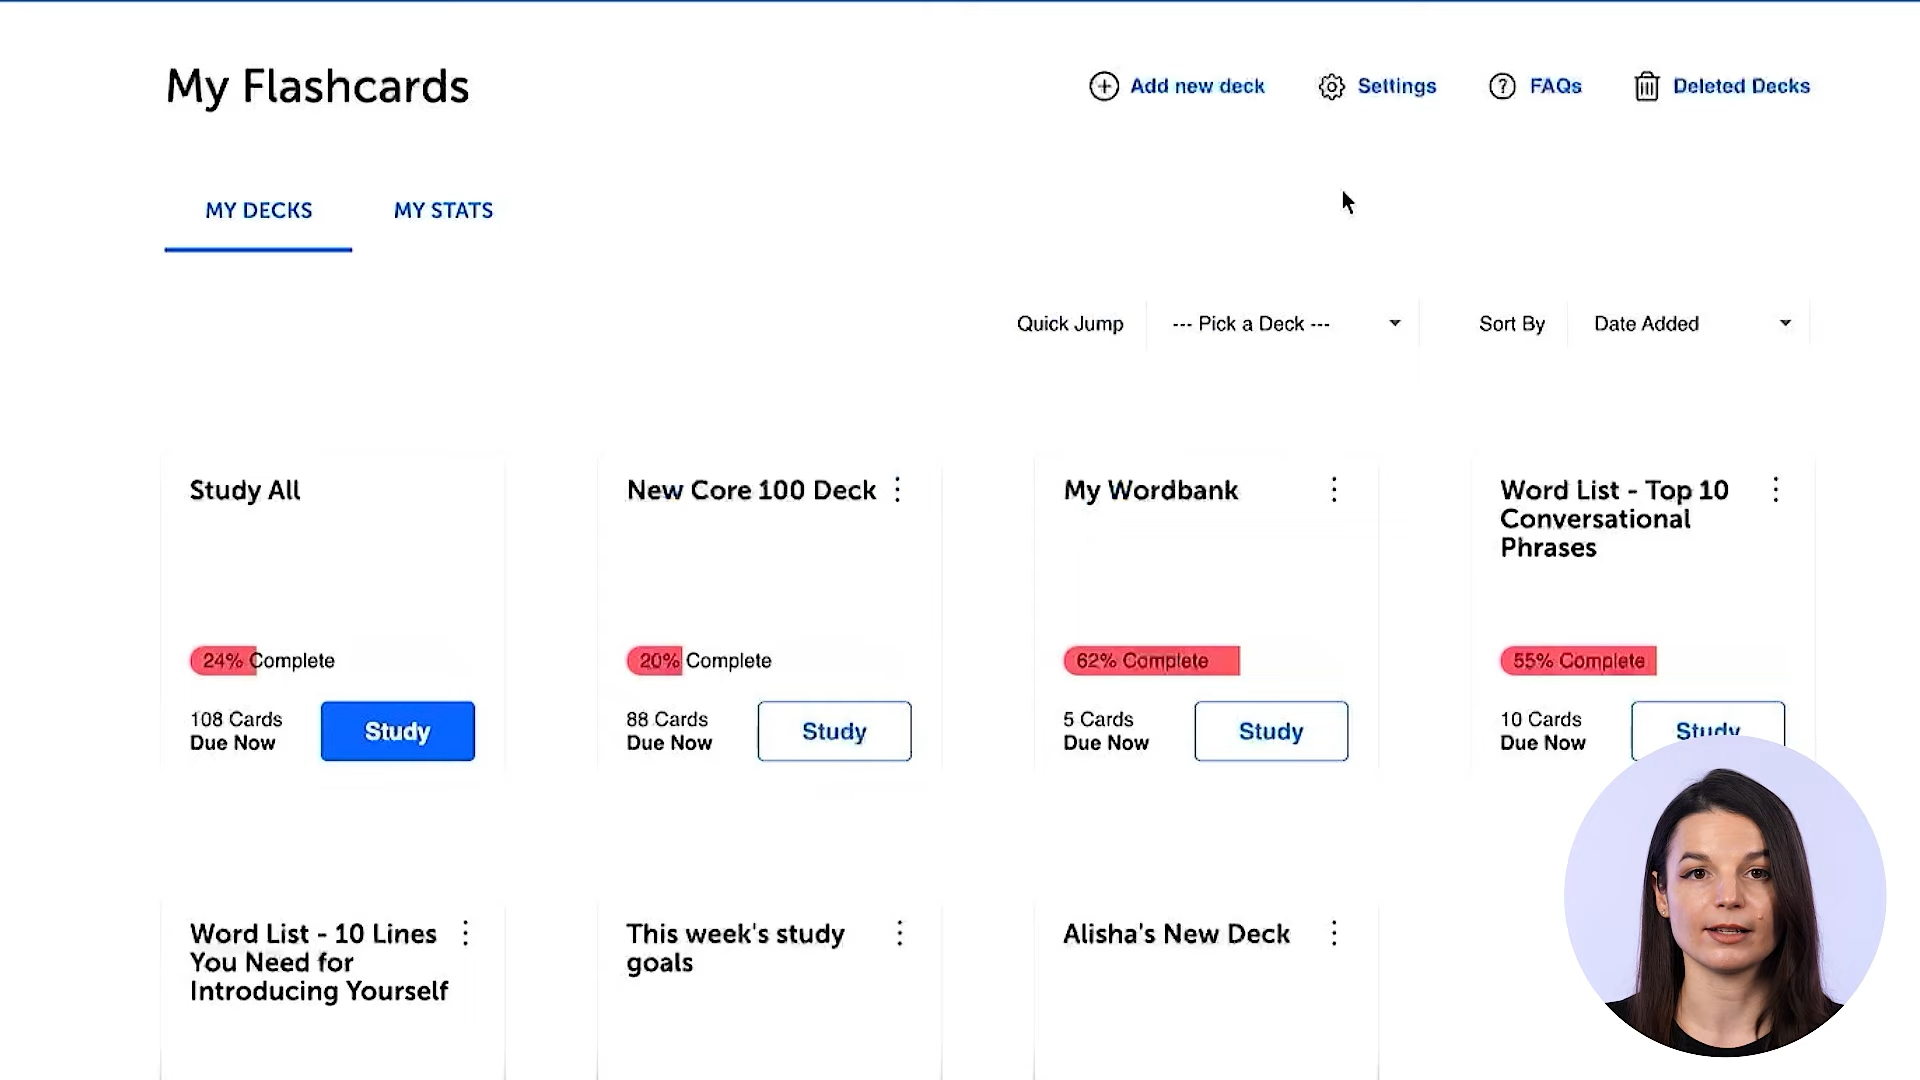 My Flashcards
Add new deck
Settings
FAQs
Deleted Decks
MY DECKS
MY STATS
Quick Jump
--- Pick a Deck ---
Sort By
Date Added
Study All
24% Complete
108 Cards
Due Now
Study
New Core 100 Deck
20% Complete
88 Cards
Due Now
Study
My Wordbank
62% Complete
5 Cards
Due Now
Study
Word List - Top 10
Conversational
Phrases
55% Complete
10 Cards
Due Now
Study
Word List - 10 Lines
You Need for
Introducing Yourself
This week's study
goals
Alisha's New Deck